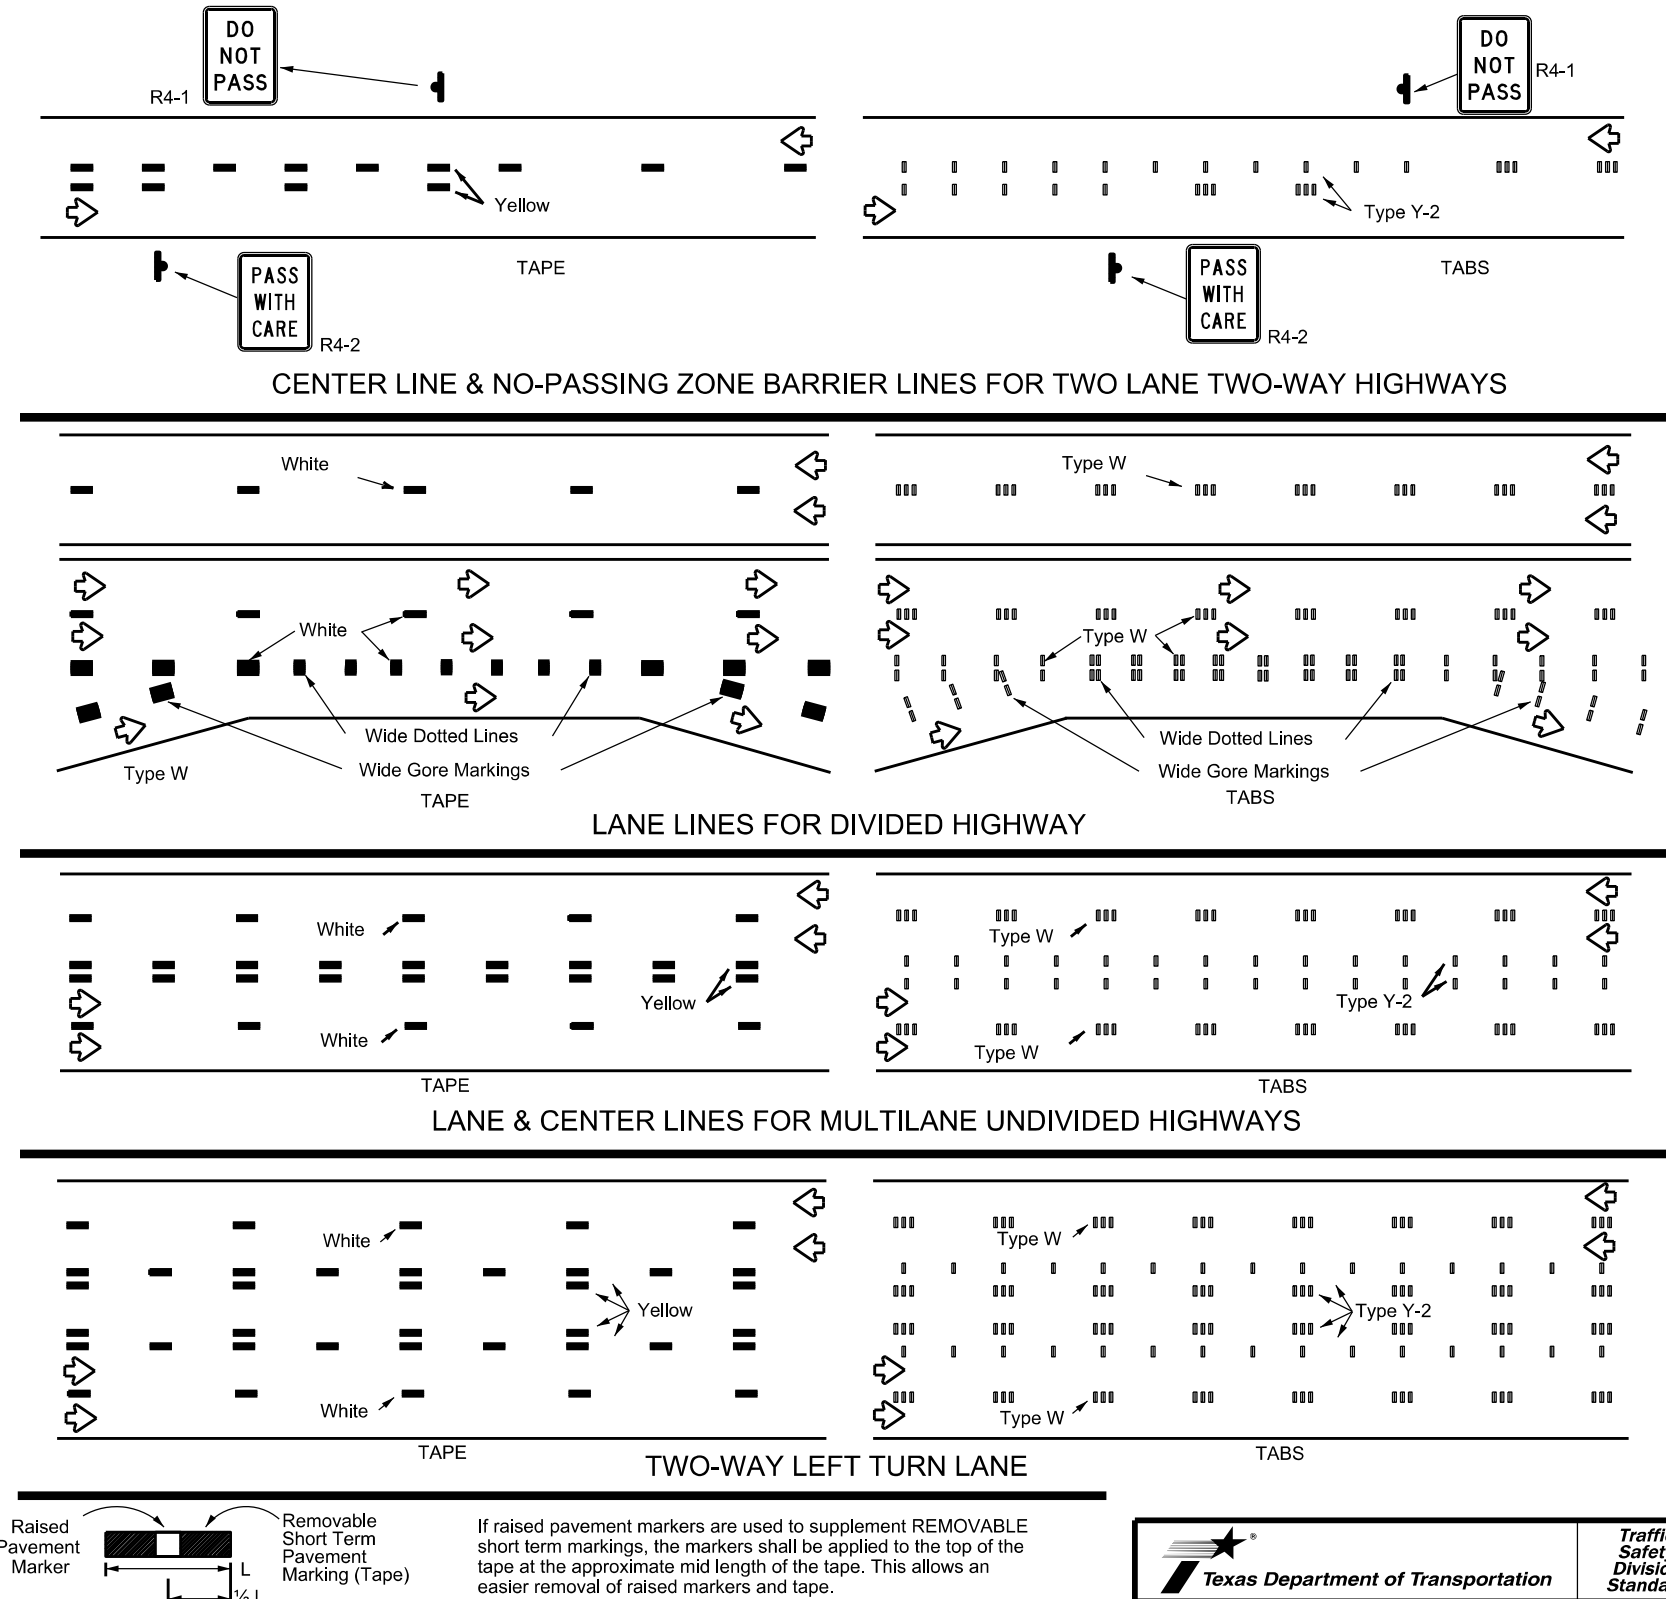 DO
NOT
PASS
R4-1
DO
NOT
PASS
R4-1
Yellow
Type Y-2
TAPE
TABS
PASS
WITH
CARE
R4-2
PASS
WITH
CARE
R4-2
CENTER LINE & NO-PASSING ZONE BARRIER LINES FOR TWO LANE TWO-WAY HIGHWAYS
White
Type W
White
Type W
Wide Dotted Lines
Wide Dotted Lines
Type W
Wide Gore Markings
Wide Gore Markings
TAPE
TABS
LANE LINES FOR DIVIDED HIGHWAY
White
Type W
Yellow
Type Y-2
White
Type W
TAPE
TABS
LANE & CENTER LINES FOR MULTILANE UNDIVIDED HIGHWAYS
White
Type W
Yellow
Type Y-2
White
Type W
TAPE
TABS
TWO-WAY LEFT TURN LANE
Raised
Pavement
Marker
Removable
Short Term
Pavement
Marking (Tape)
L
½ L
If raised pavement markers are used to supplement REMOVABLE
short term markings, the markers shall be applied to the top of the
tape at the approximate mid length of the tape. This allows an
easier removal of raised markers and tape.
®
Texas Department of Transportation
Traffic
Safety
Division
Standard